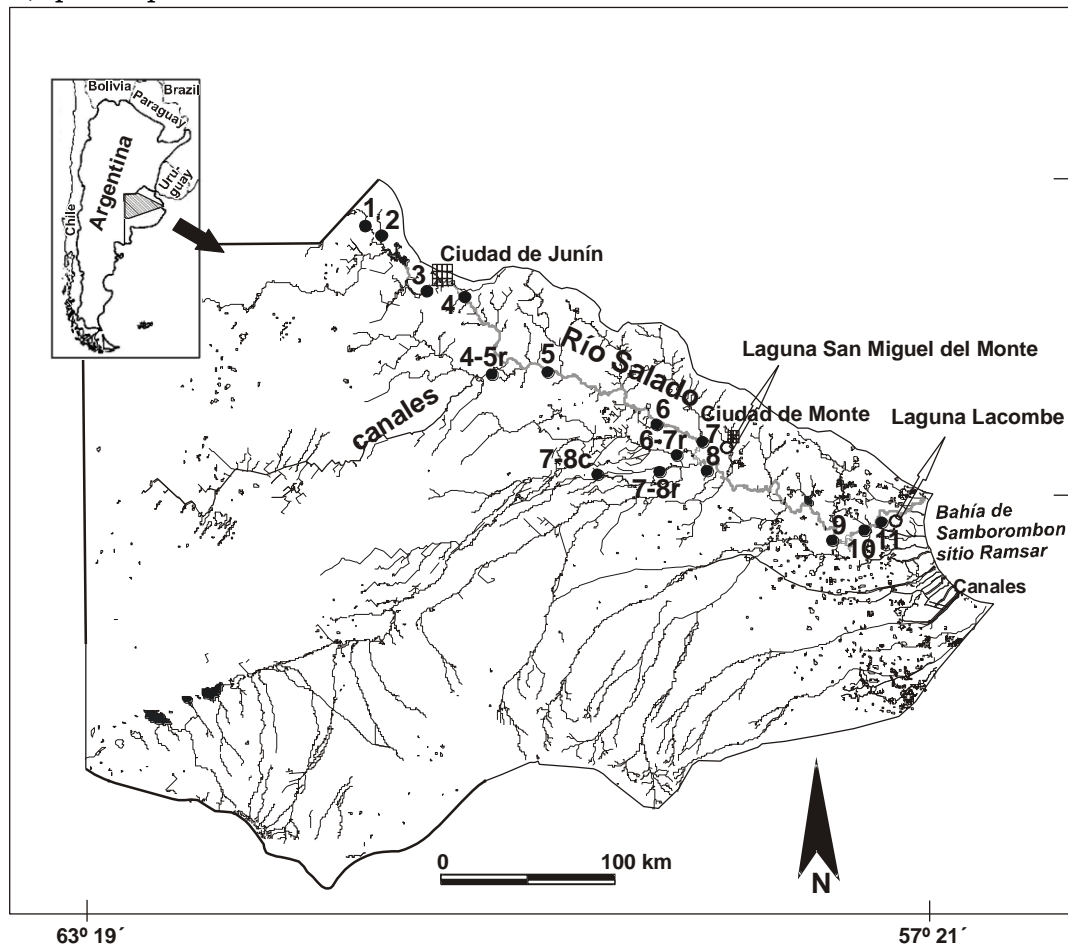 Bolivia
Brazil
Paraguay
Uru-
guay
Argentina
Chile
1
2
Ciudad de Junín
3
4
Río Salado
Laguna San Miguel del Monte
4-5r
5
canales
6
Ciudad de Monte
Laguna Lacombe
7
6-7r
8
7-8c
7-8r
Bahía de
Samborombon
sitio Ramsar
9
10
11
Canales
0
100 km
N
63º 19´
57º 21´